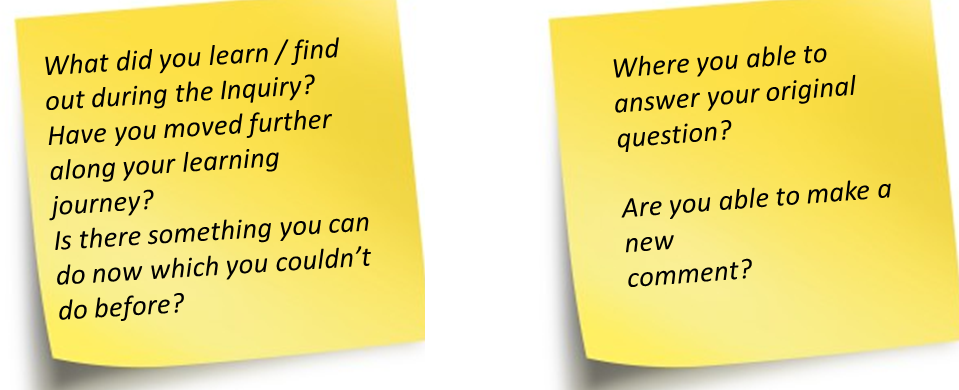 What did you learn / find
out during the Inquiry?
Have you moved further
along your learning
journey?
Is there something you can
do now which you couldn’t
do before?
Where you able to
answer your original
question?
Are you able to make a
new
comment?